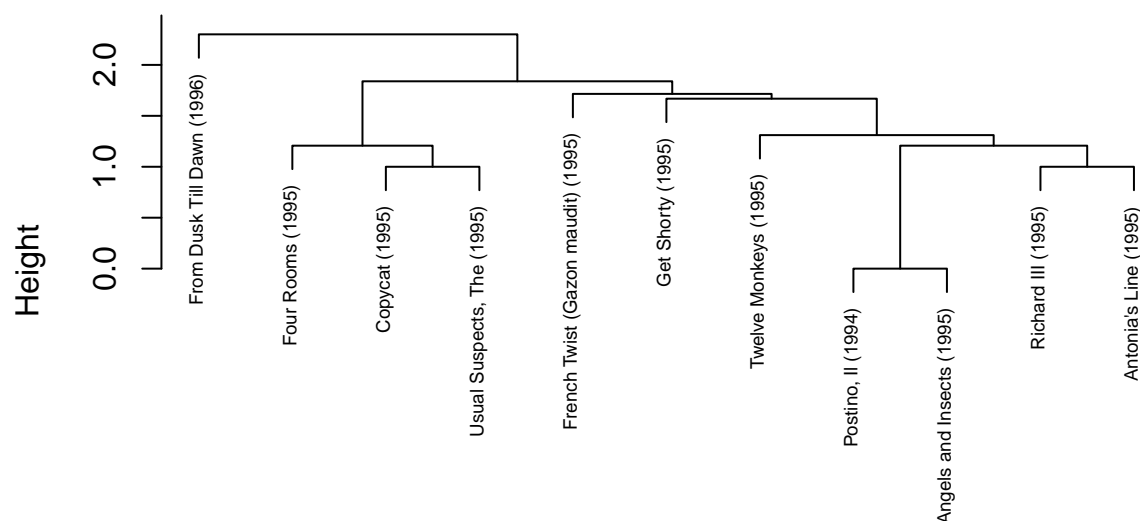 Height
0.0
1.0
2.0
From Dusk Till Dawn (1996)
Four Rooms (1995)
Copycat (1995)
Usual Suspects, The (1995)
French Twist (Gazon maudit) (1995)
Get Shorty (1995)
Twelve Monkeys (1995)
Postino, Il (1994)
Angels and Insects (1995)
Richard III (1995)
Antonia's Line (1995)